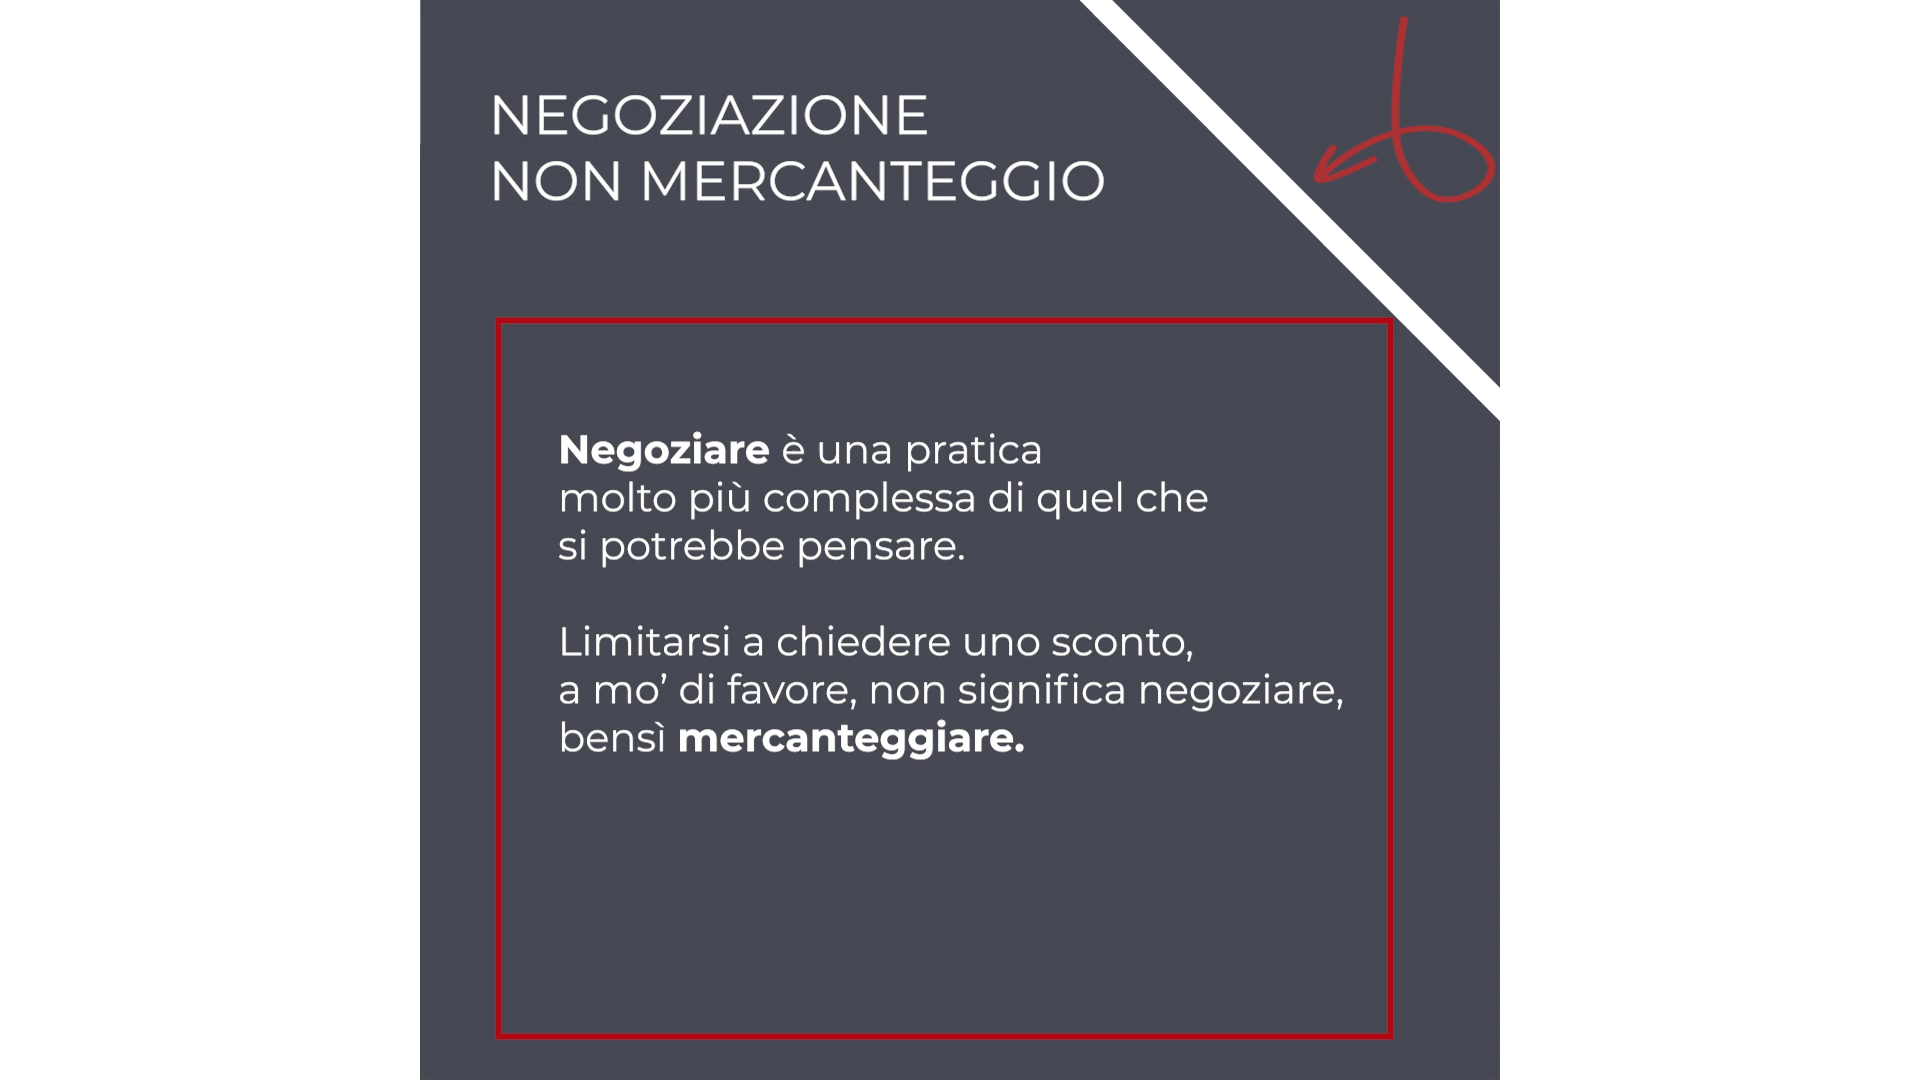 NEGOZIAZIONE
NON MERCANTEGGIO
Negoziare è una pratica
molto più complessa di quel che
si potrebbe pensare.
Limitarsi a chiedere uno sconto,
a mo’ di favore, non significa negoziare,
bensì mercanteggiare.